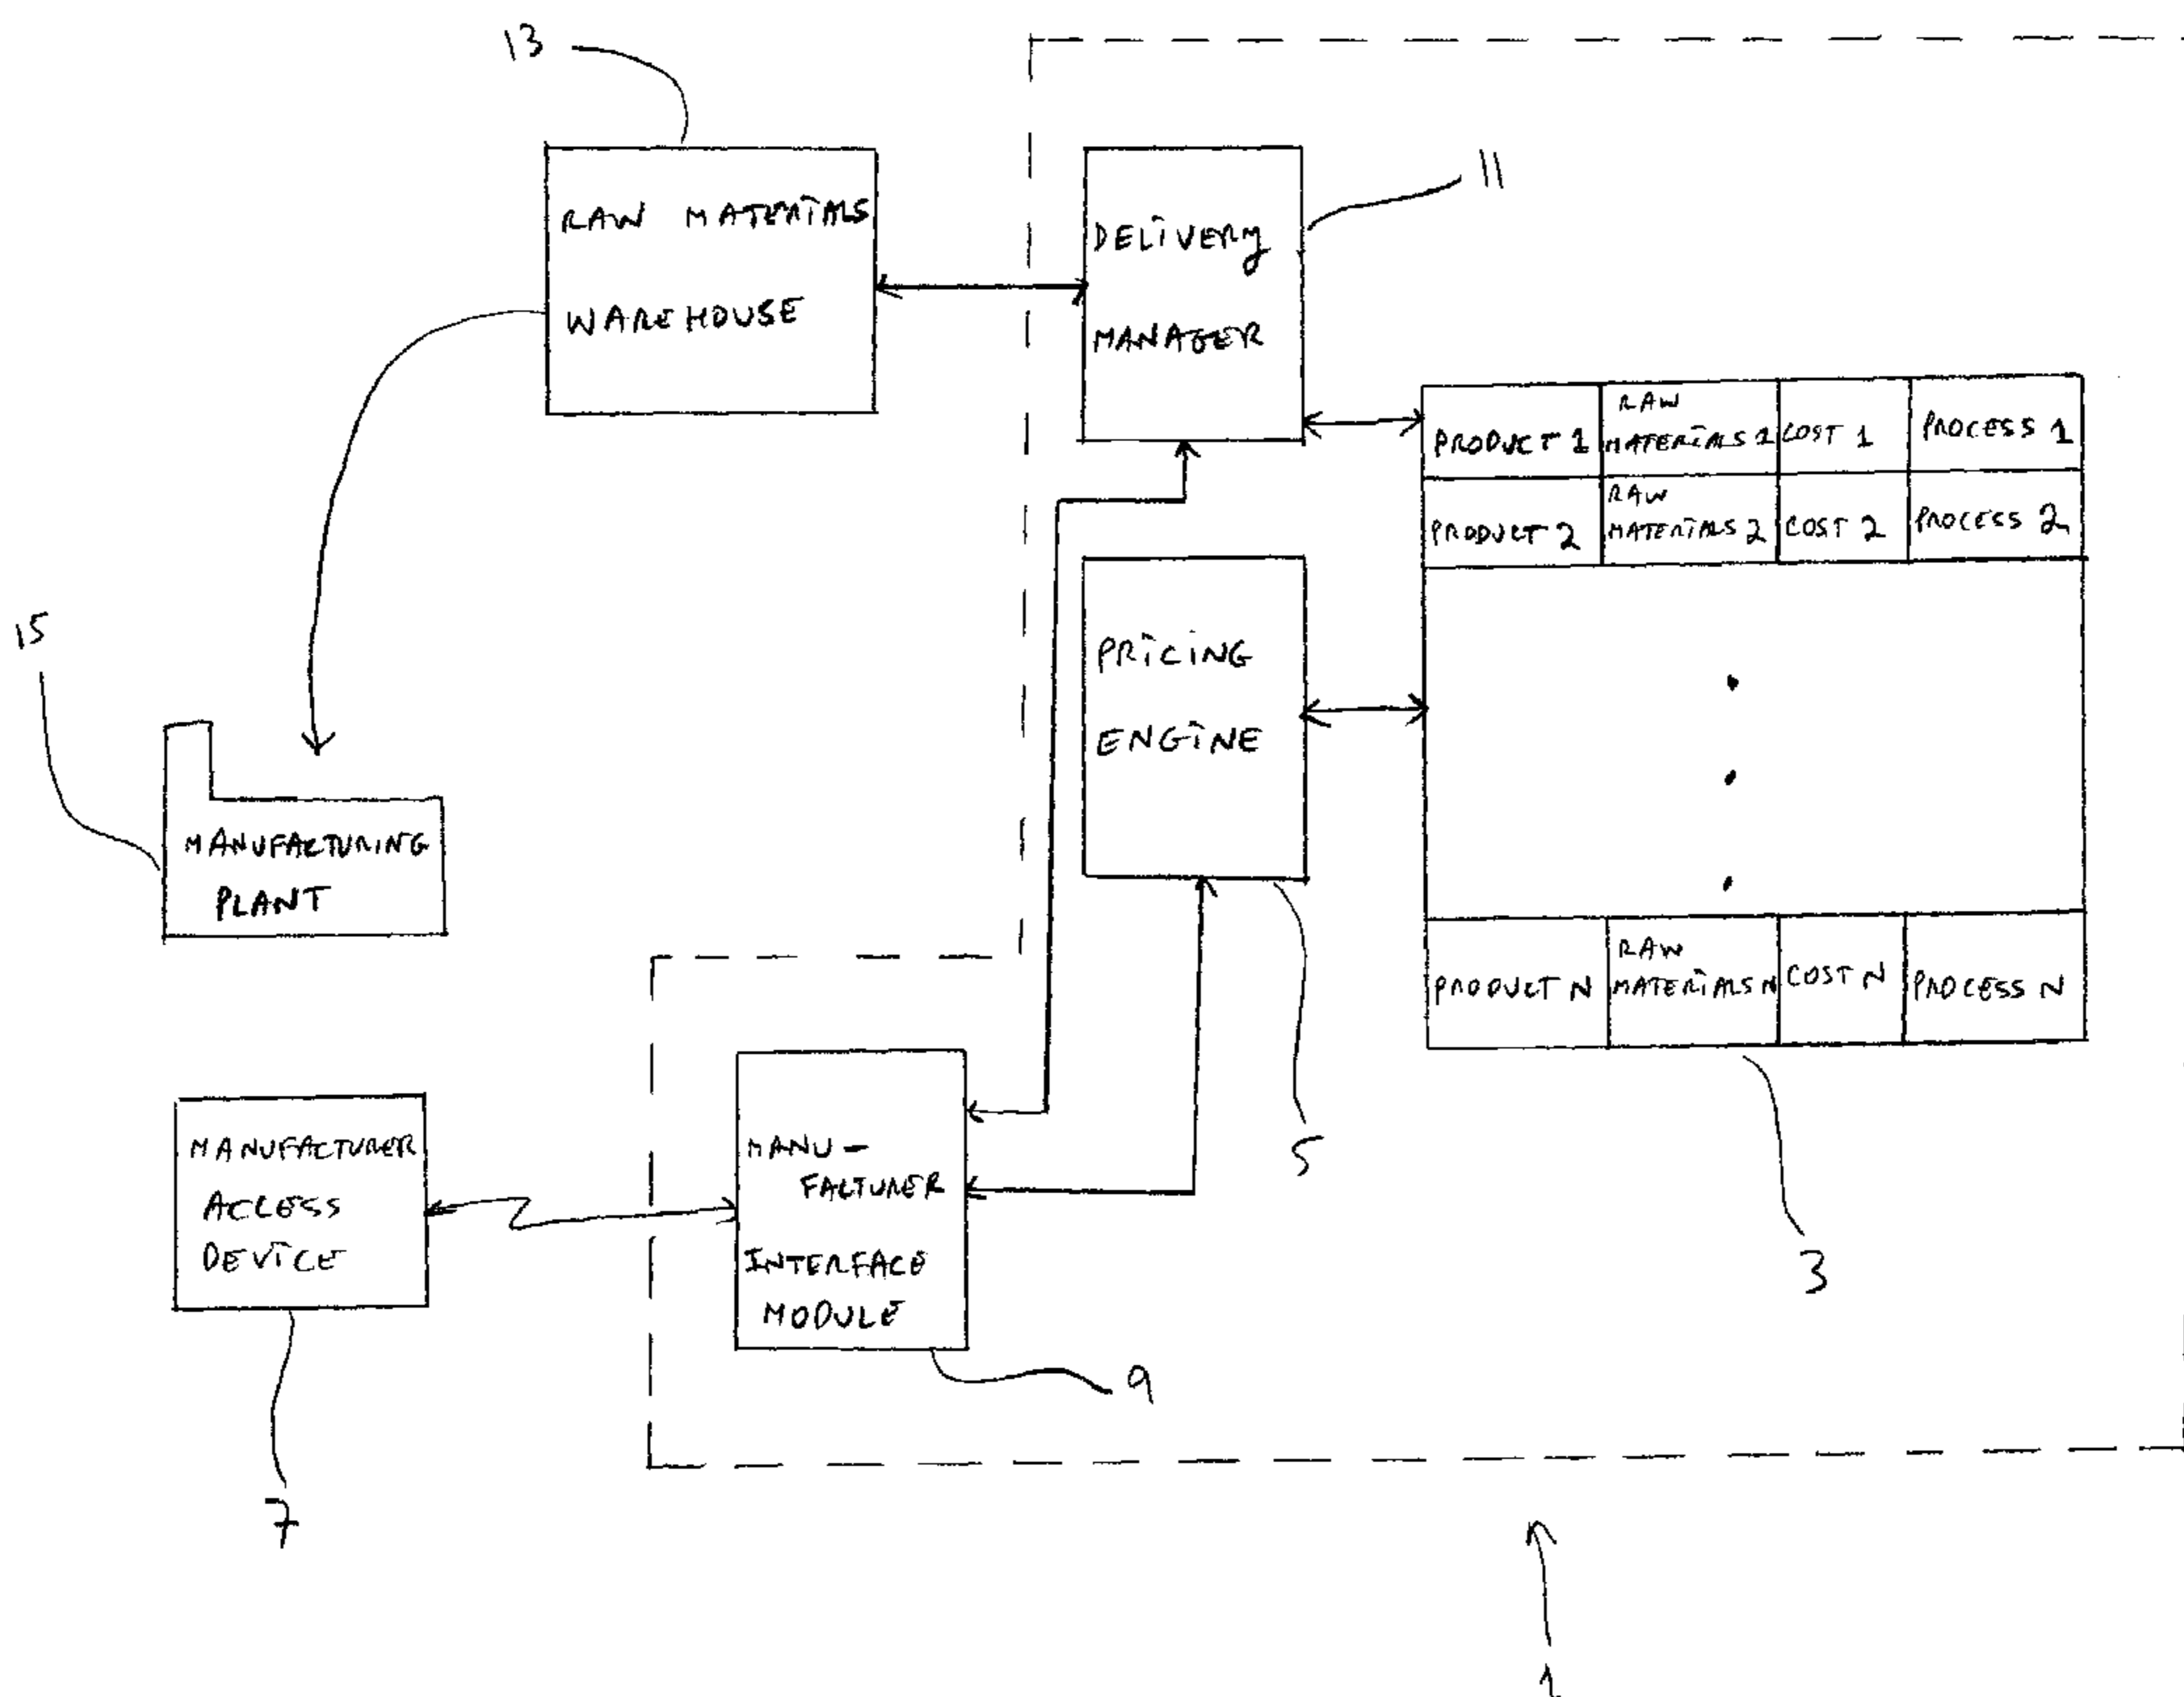 13
RAW MATERIALS
WAREHOUSE
DELIVERY
MANAGER
11
PRODUCT 1
RAW
MATERIALS 1
COST 1
PROCESS 1
PRODUCT 2
RAW
MATERIALS 2
COST 2
PROCESS 2
15
PRICING
ENGINE
MANUFACTURING
PLANT
PRODUCT N
RAW
MATERIALS N
COST N
PROCESS N
MANUFACTURER
ACCESS
DEVICE
MANU-
FACTURER
INTERFACE
MODULE
5
3
9
7
1